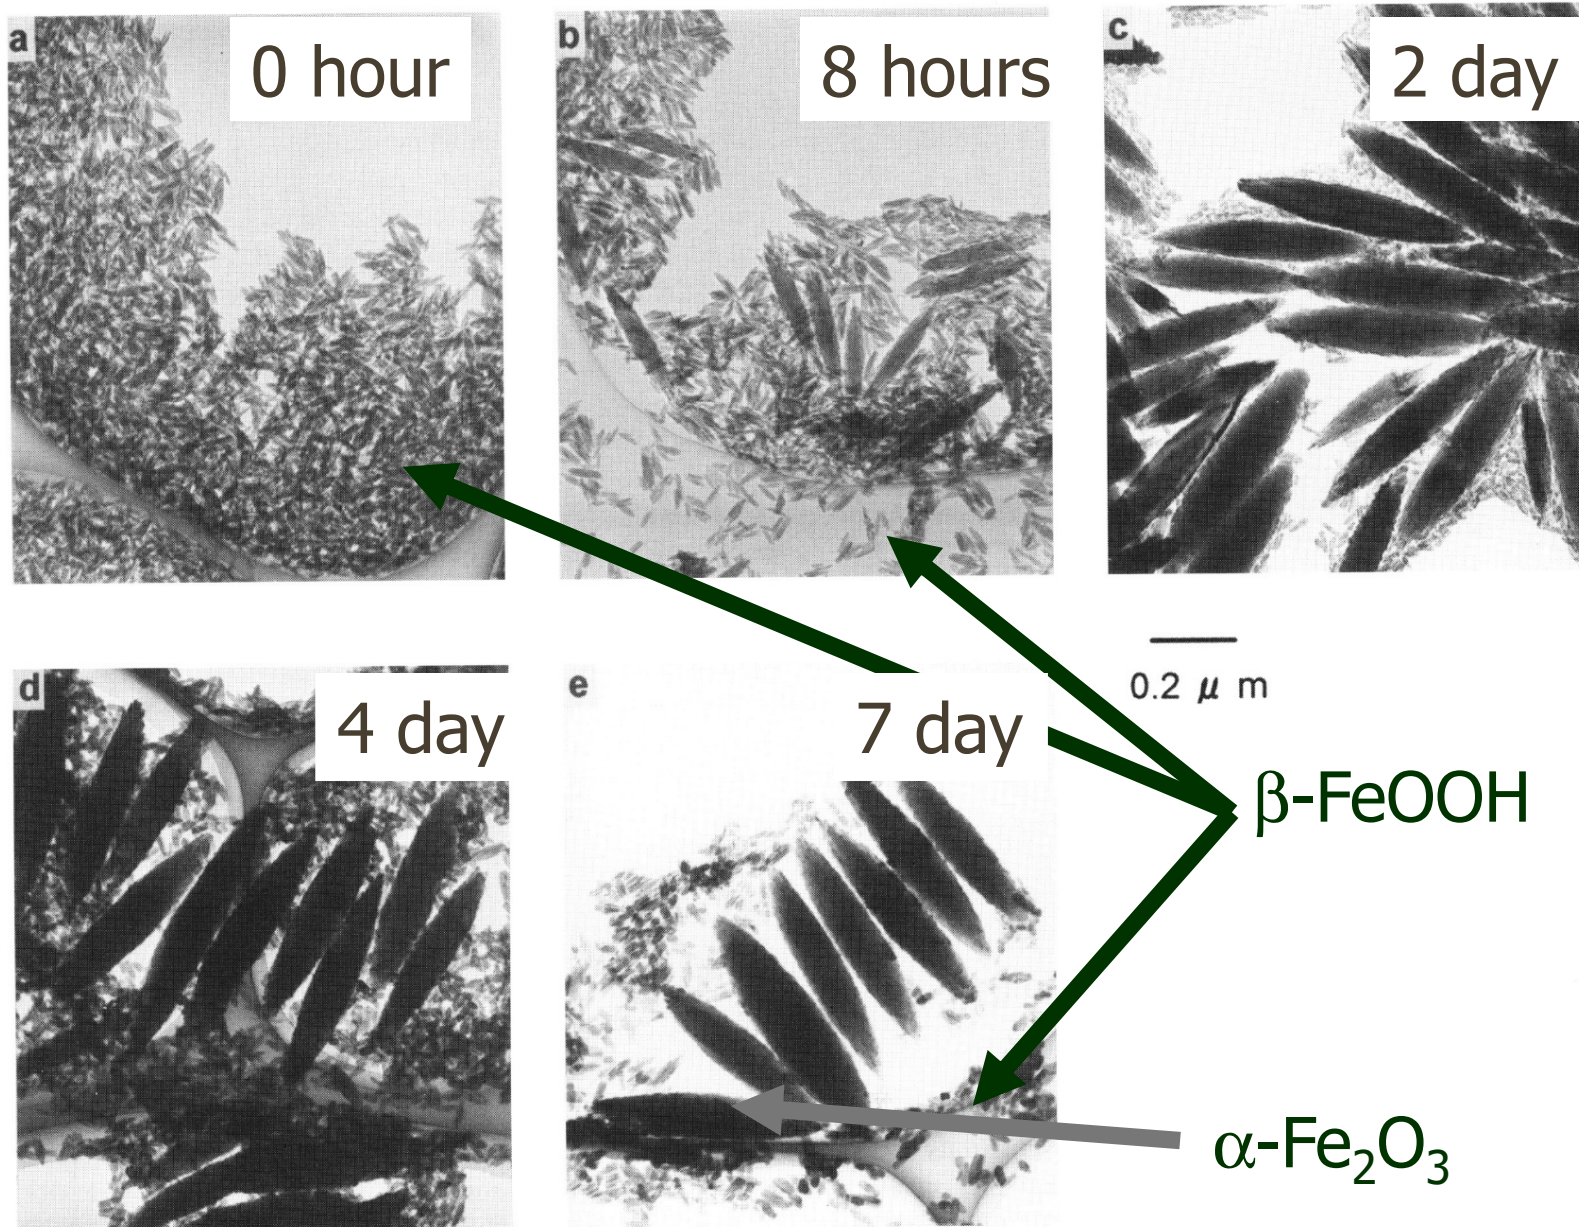 a
0 hour
b
8 hours
c
2 day
0.2 μ m
d
4 day
e
7 day
β-FeOOH
α-Fe₂O₃